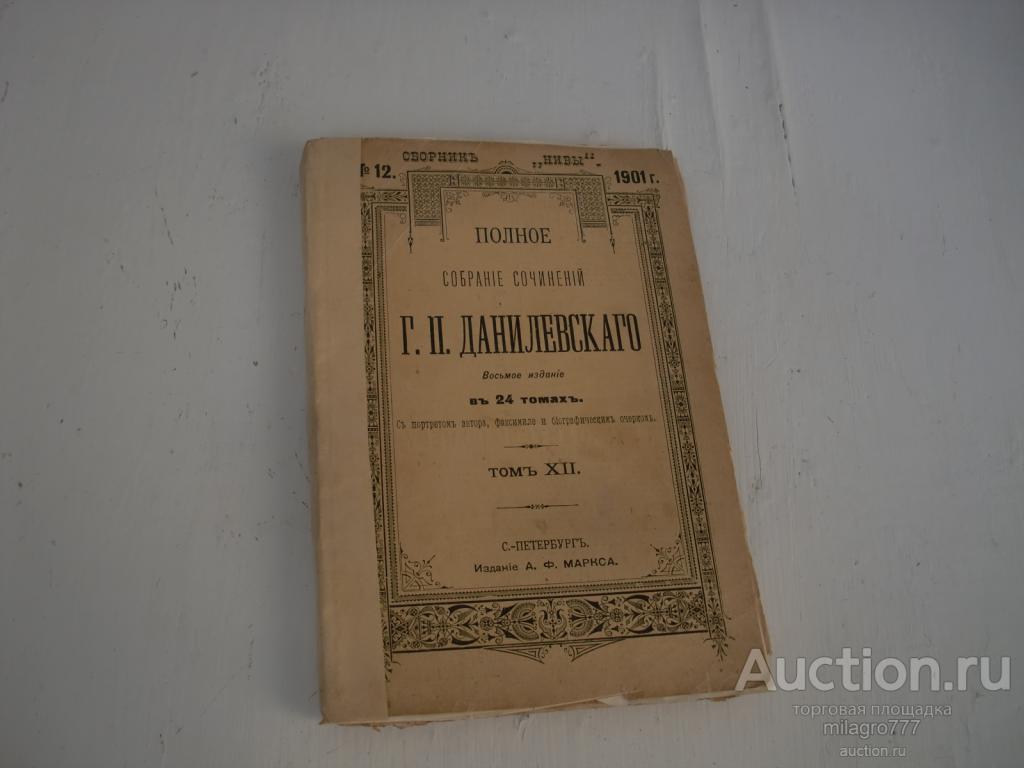 СБОРНИКЪ „НИВЫ“.
№ 12. 1901 г.
ПОЛНОЕ
СОБРАНІЕ СОЧИНЕНІЙ
Г. П. ДАНИЛЕВСКАГО
Восьмое изданіе
въ 24 томахъ.
Съ портретомъ автора, факсимиле и біографическимъ очеркомъ.
ТОМЪ XII.
С.-ПЕТЕРБУРГЪ.
Изданіе А. Ф. МАРКСА.
Auction.ru
торговая площадка
milagro777
auction.ru